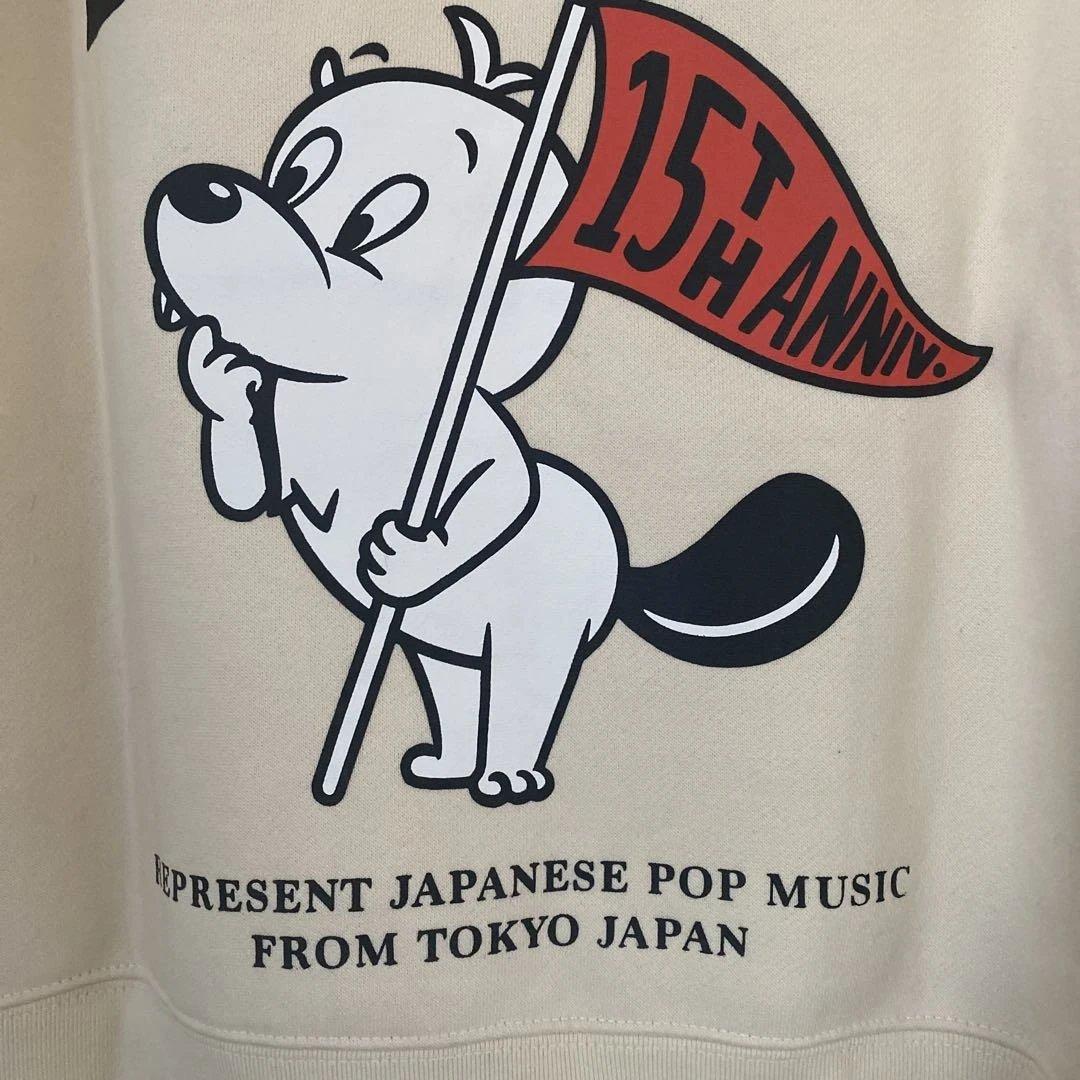 15TH ANNIV.
REPRESENT JAPANESE POP MUSIC
FROM TOKYO JAPAN